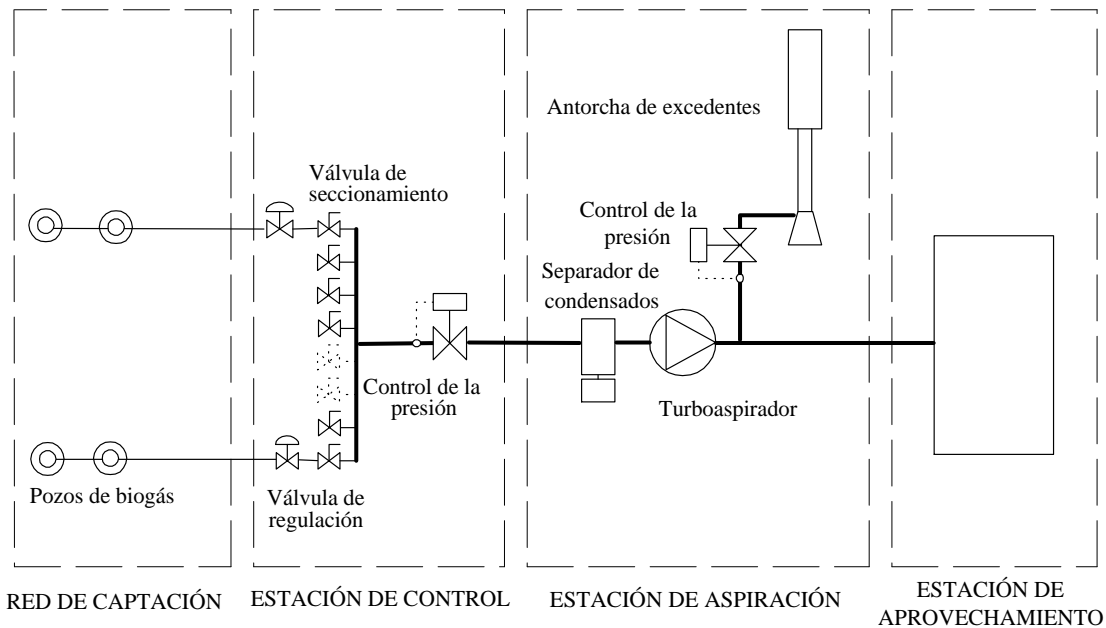 Antorcha de excedentes
Válvula de
seccionamiento
Control de la
presión
Separador de
condensados
Control de la
presión
Turboaspirador
Pozos de biogás
Válvula de
regulación
RED DE CAPTACIÓN
ESTACIÓN DE CONTROL
ESTACIÓN DE ASPIRACIÓN
ESTACIÓN DE
APROVECHAMIENTO